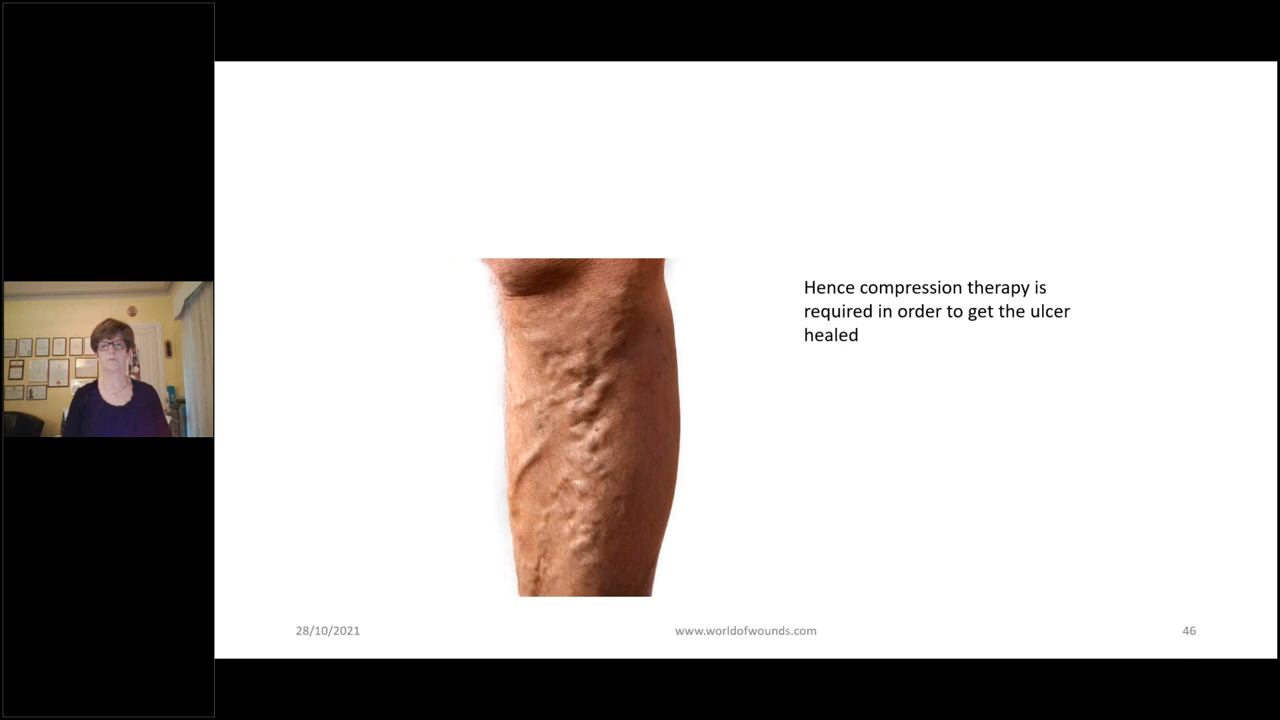 Hence compression therapy is
required in order to get the ulcer
healed
28/10/2021
www.worldofwounds.com
46